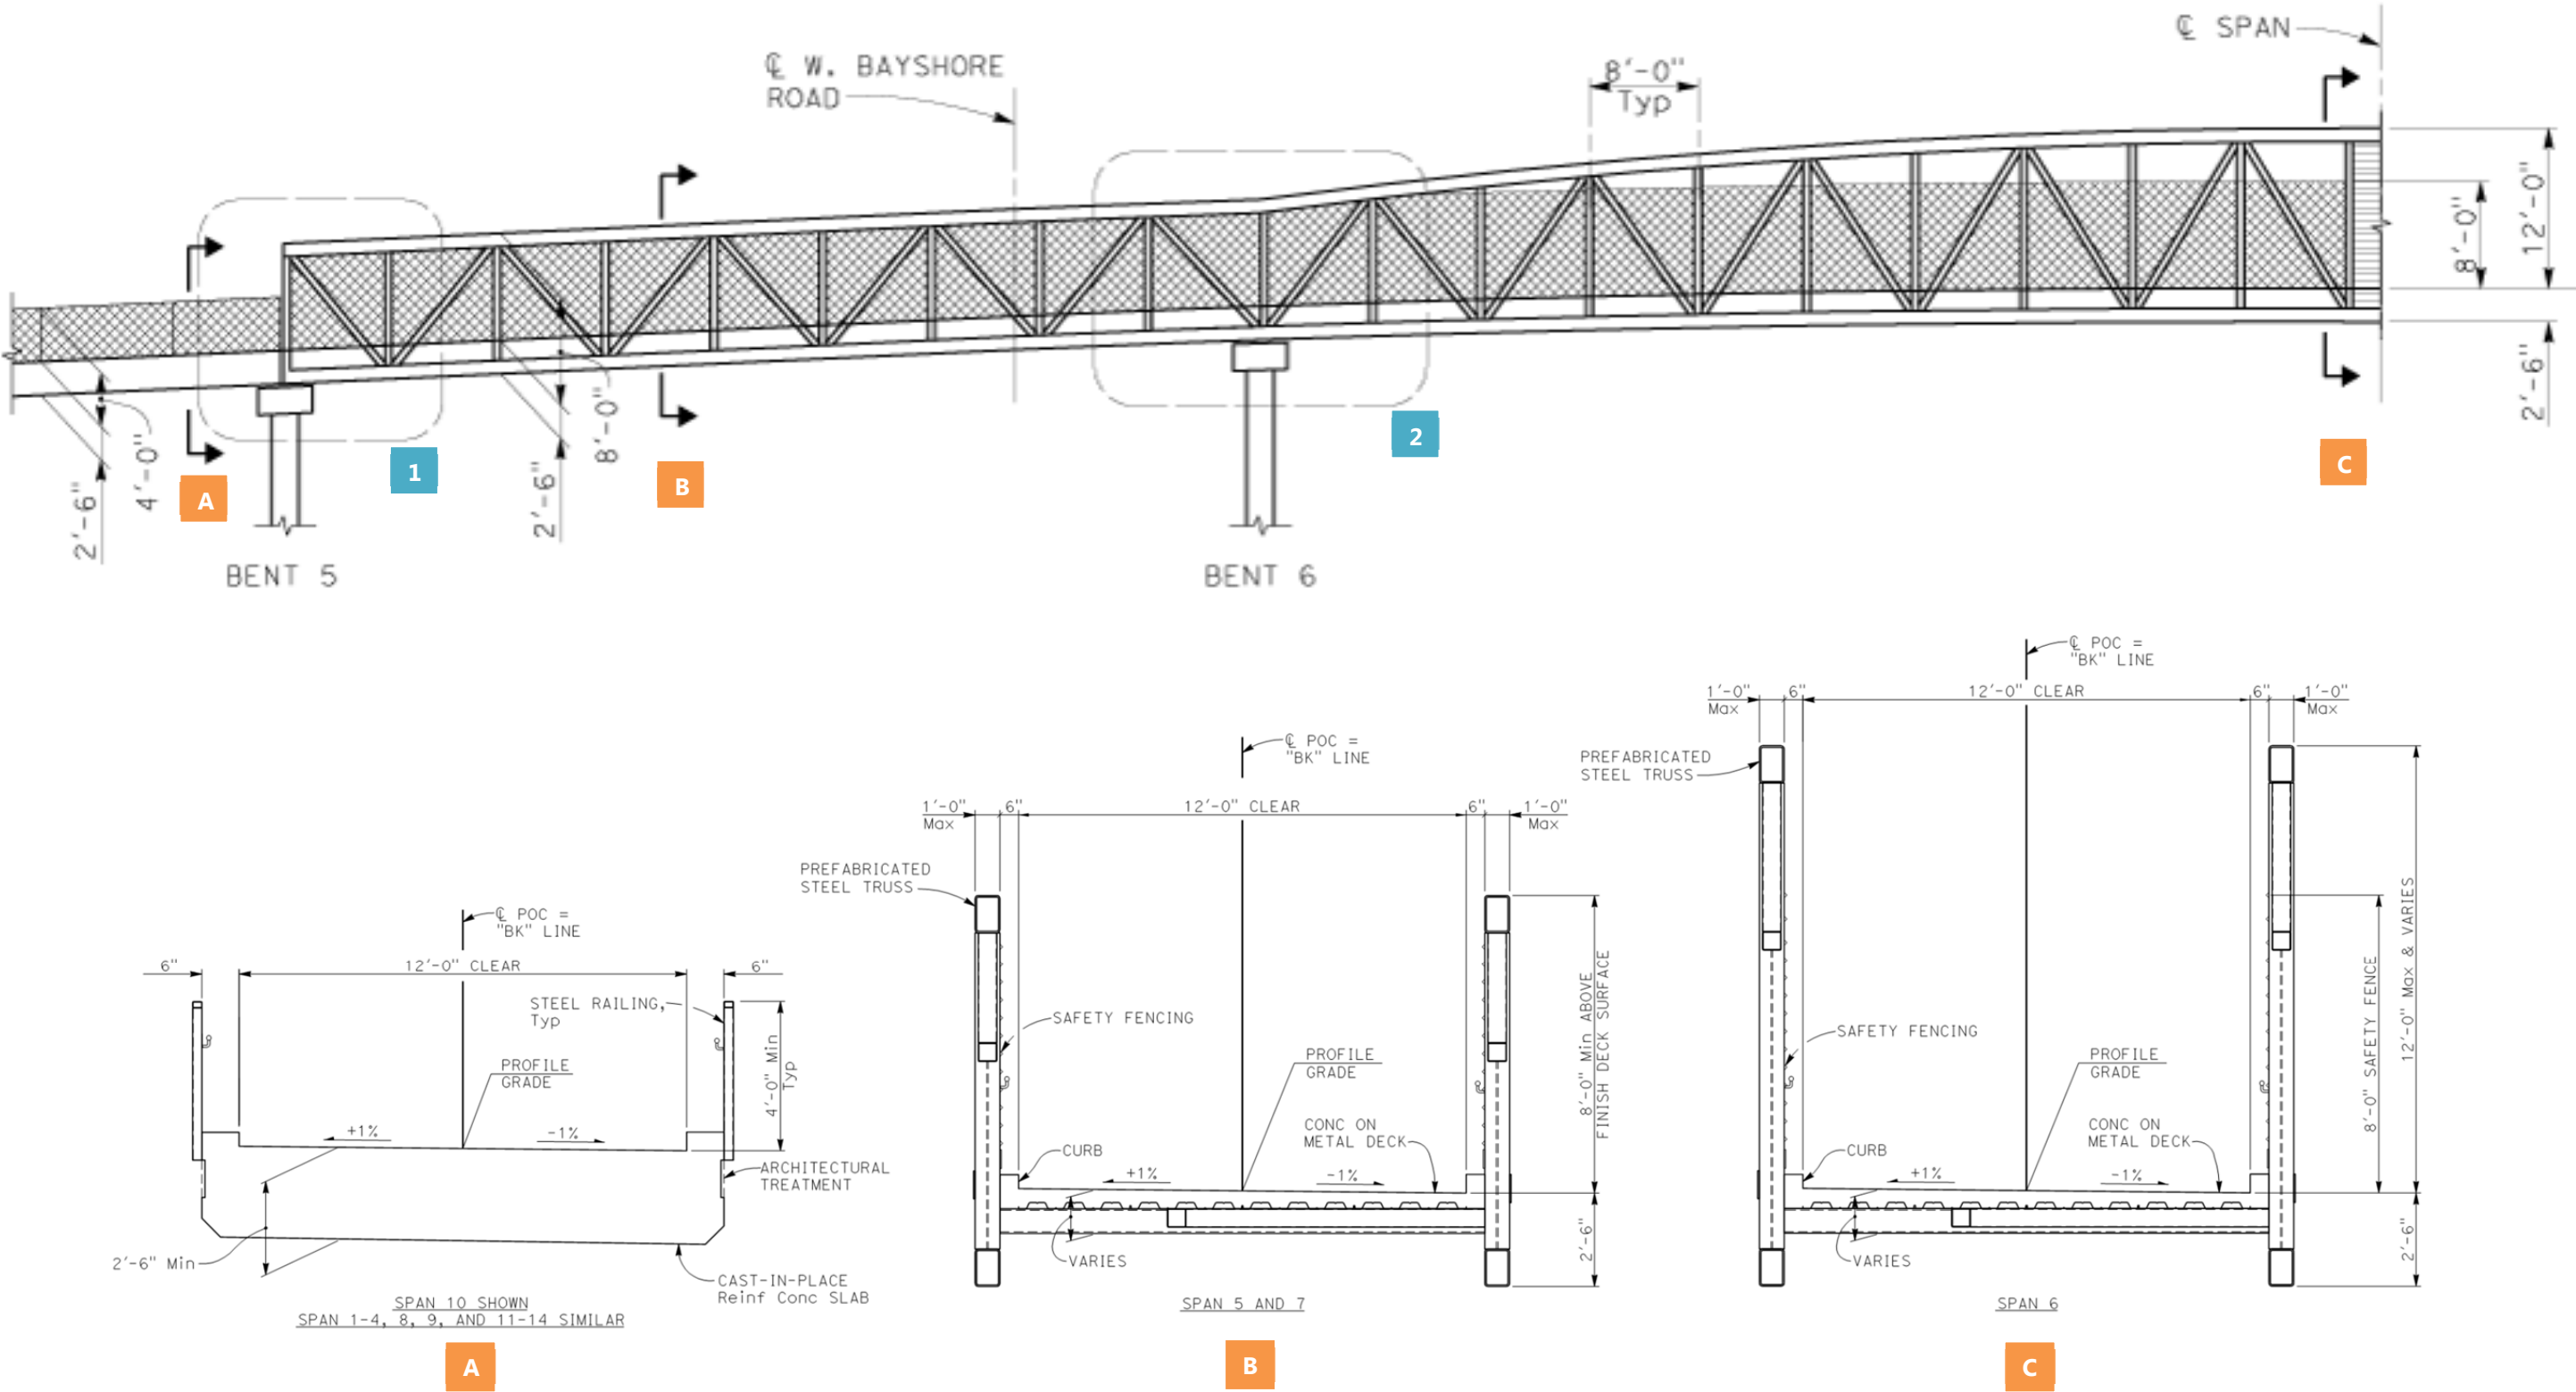 ℄ SPAN
℄ W. BAYSHORE
ROAD
8'-0"
Typ
12'-0"
8'-0"
2'-6"
4'-0"
2'-6"
8'-0"
2'-6"
A
1
B
2
C
BENT 5
BENT 6
℄ POC =
"BK" LINE
6"
12'-0" CLEAR
6"
STEEL RAILING,
Typ
PROFILE
GRADE
4'-0" Min
Typ
+1%
-1%
ARCHITECTURAL
TREATMENT
2'-6" Min
CAST-IN-PLACE
Reinf Conc SLAB
SPAN 10 SHOWN
SPAN 1-4, 8, 9, AND 11-14 SIMILAR
A
℄ POC =
"BK" LINE
1'-0"
Max
6"
12'-0" CLEAR
6"
1'-0"
Max
PREFABRICATED
STEEL TRUSS
SAFETY FENCING
PROFILE
GRADE
8'-0" Min ABOVE
FINISH DECK SURFACE
CONC ON
METAL DECK
CURB
+1%
-1%
VARIES
2'-6"
SPAN 5 AND 7
B
℄ POC =
"BK" LINE
1'-0"
Max
6"
12'-0" CLEAR
6"
1'-0"
Max
PREFABRICATED
STEEL TRUSS
SAFETY FENCING
PROFILE
GRADE
8'-0" SAFETY FENCE
12'-0" Max & VARIES
CONC ON
METAL DECK
CURB
+1%
-1%
VARIES
2'-6"
SPAN 6
C